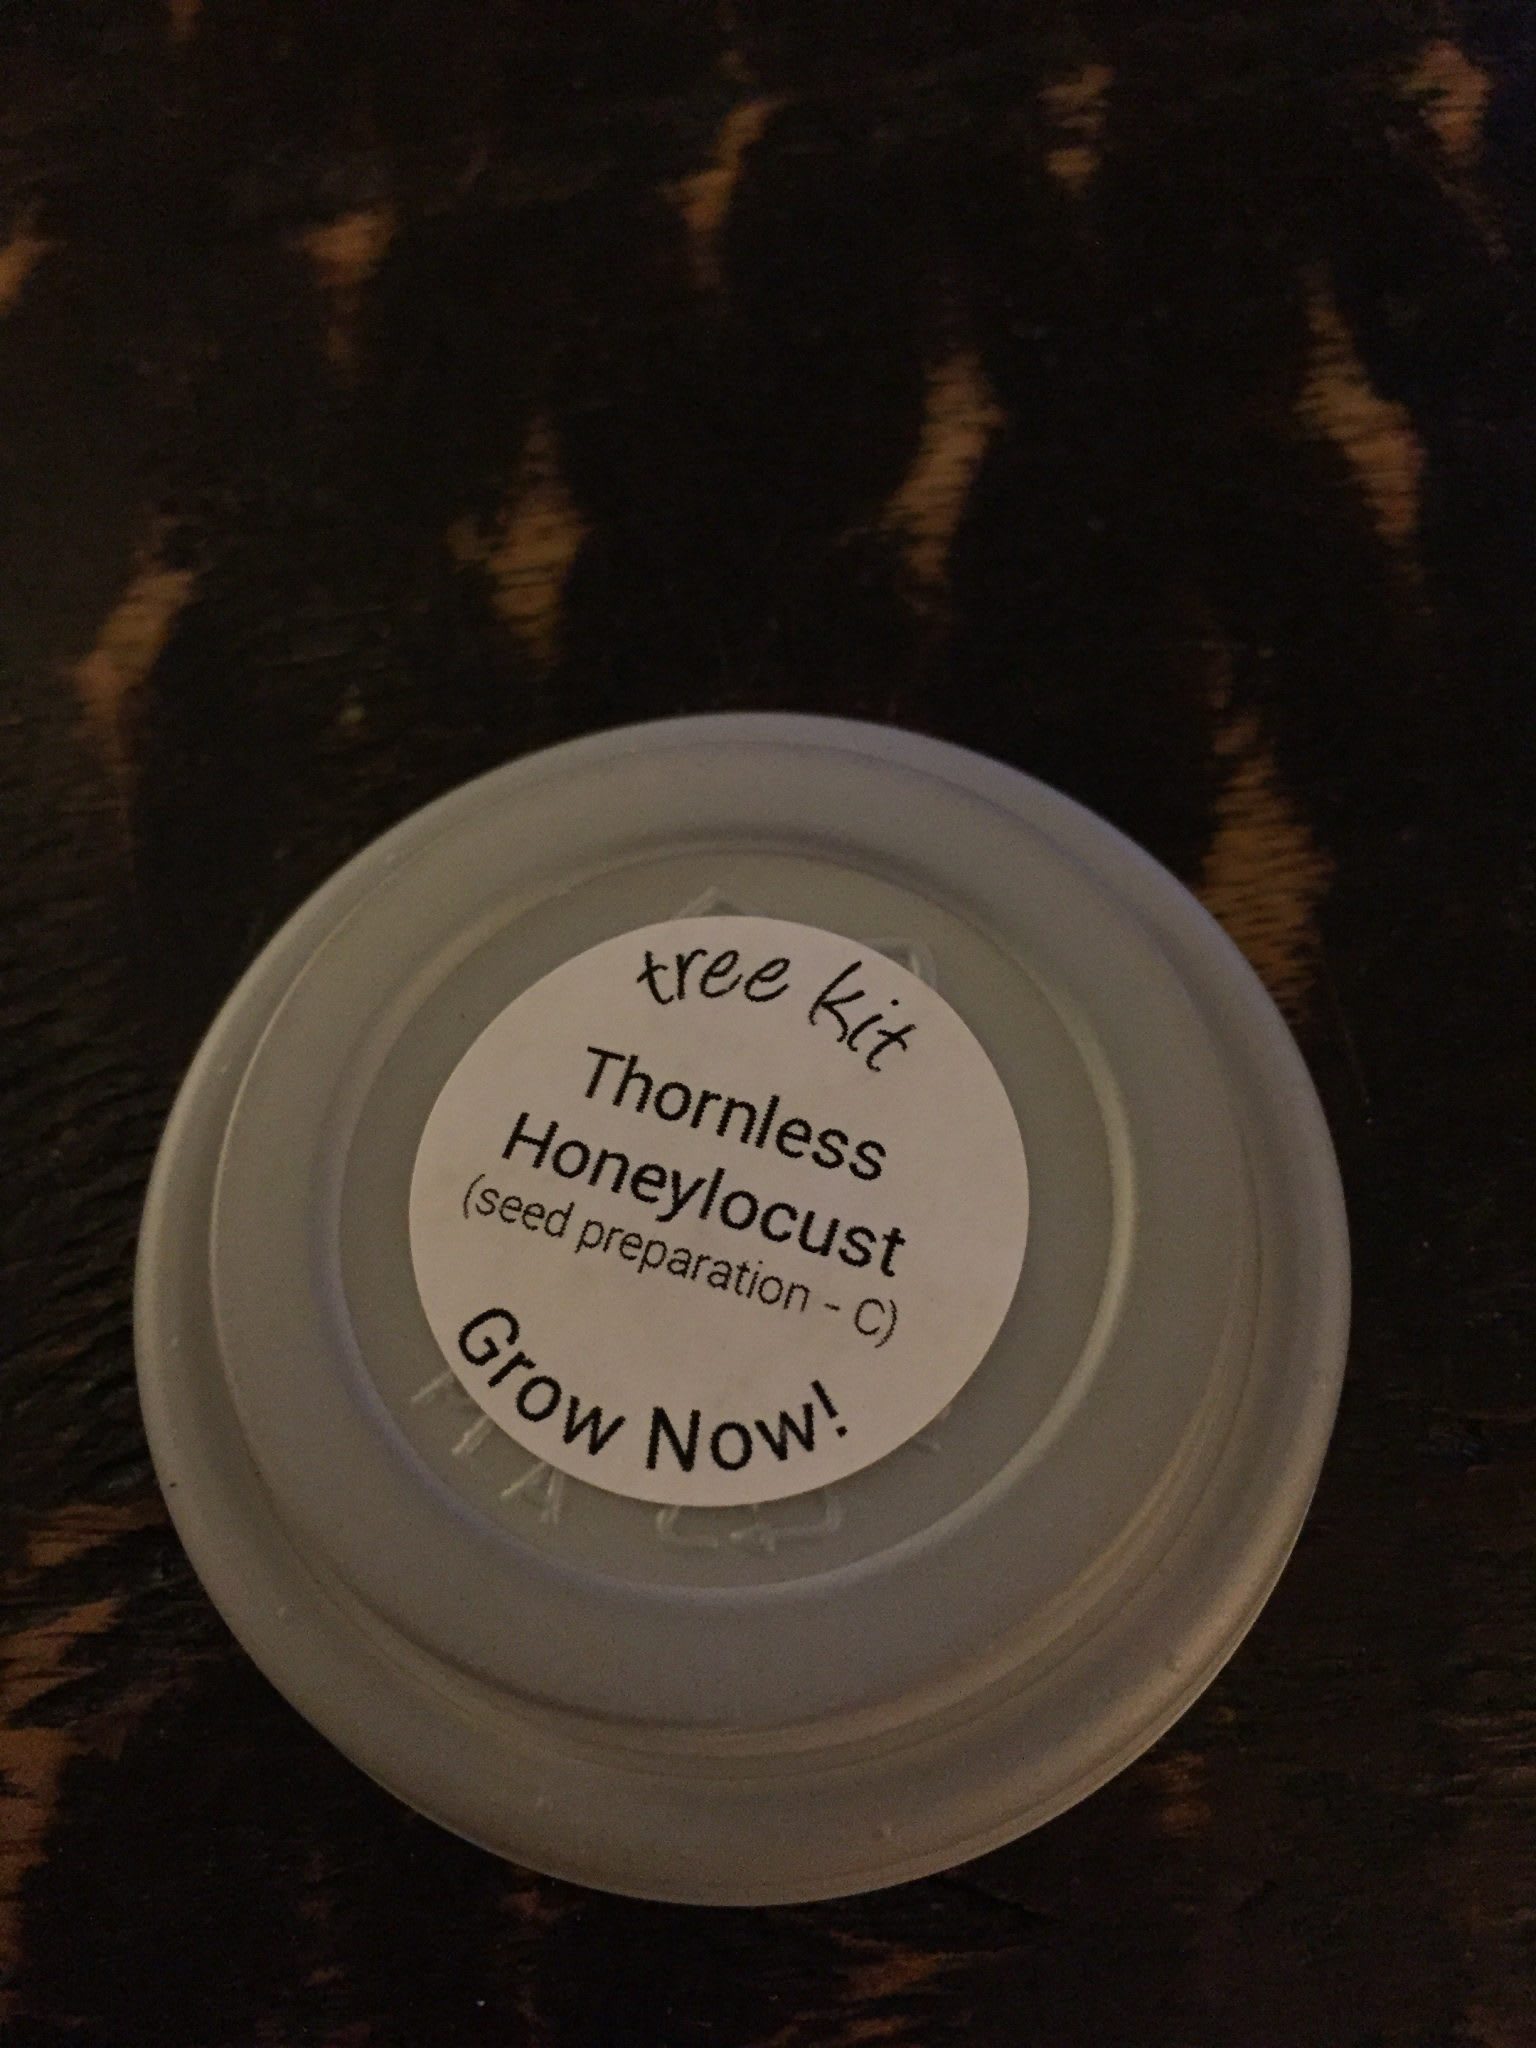 tree kit
Thornless
Honeylocust
(seed preparation - C)
Grow Now!